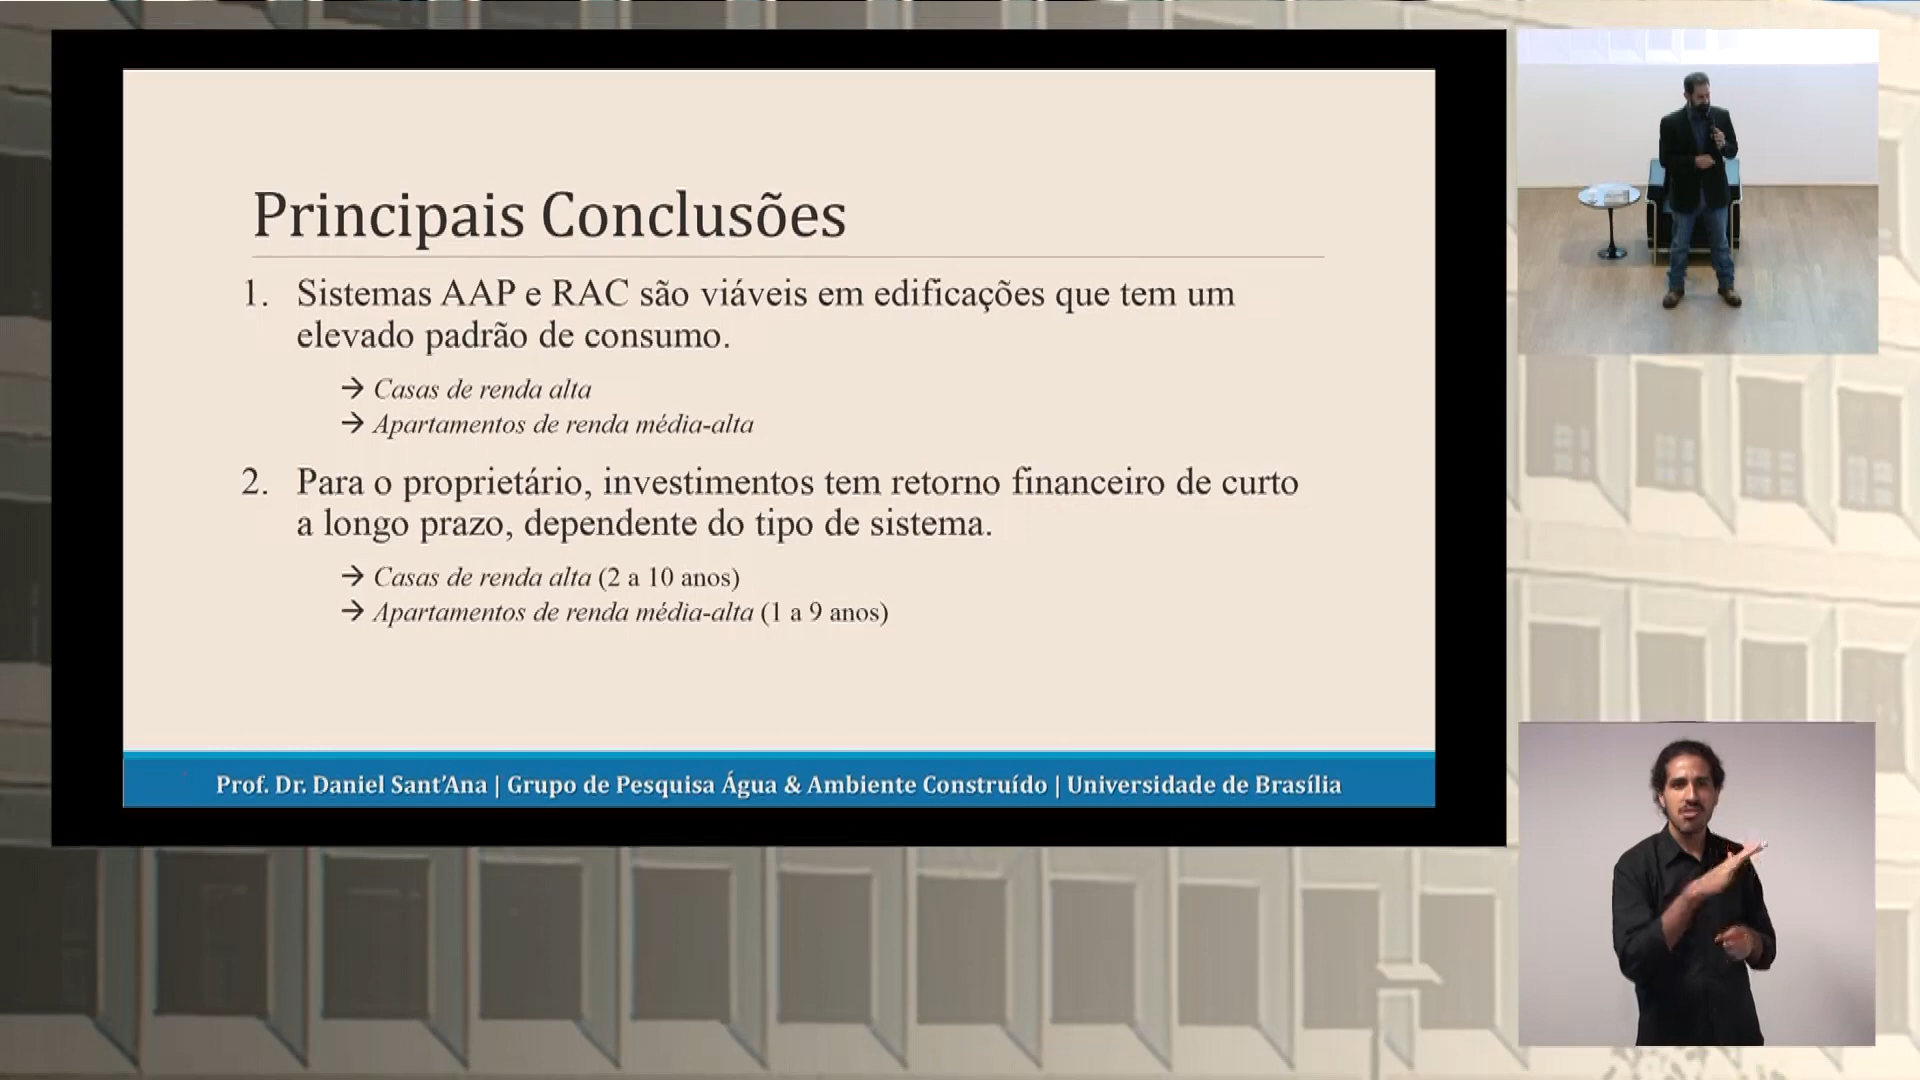 Principais Conclusões
1. Sistemas AAP e RAC são viáveis em edificações que tem um
elevado padrão de consumo.
→ Casas de renda alta
→ Apartamentos de renda média-alta
2. Para o proprietário, investimentos tem retorno financeiro de curto
a longo prazo, dependente do tipo de sistema.
→ Casas de renda alta (2 a 10 anos)
→ Apartamentos de renda média-alta (1 a 9 anos)
Prof. Dr. Daniel Sant’Ana | Grupo de Pesquisa Água & Ambiente Construído | Universidade de Brasília